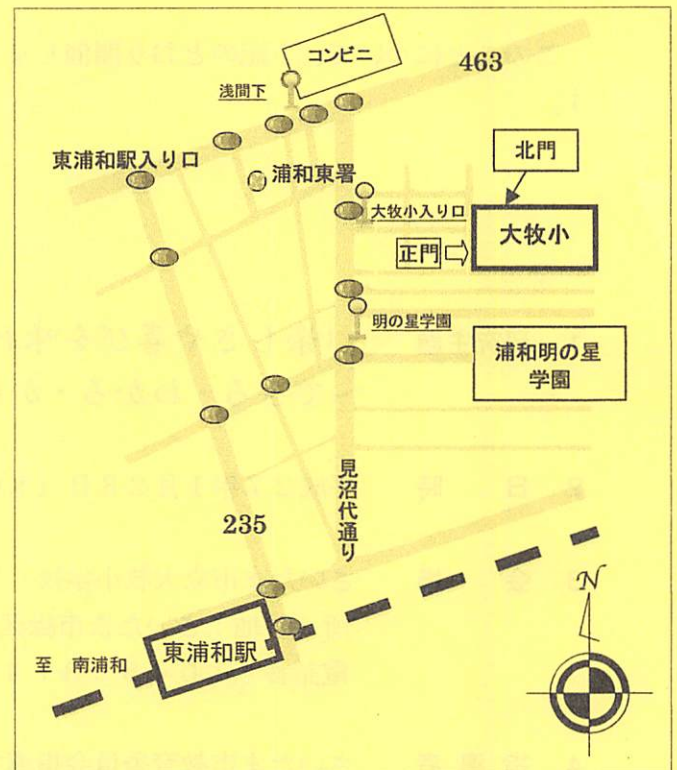 コンビニ
463
浅間下
東浦和駅入り口
北門
浦和東署
大牧小入り口
大牧小
正門
明の星学園
浦和明の星
学園
見沼代通り
235
N
東浦和駅
至 南浦和